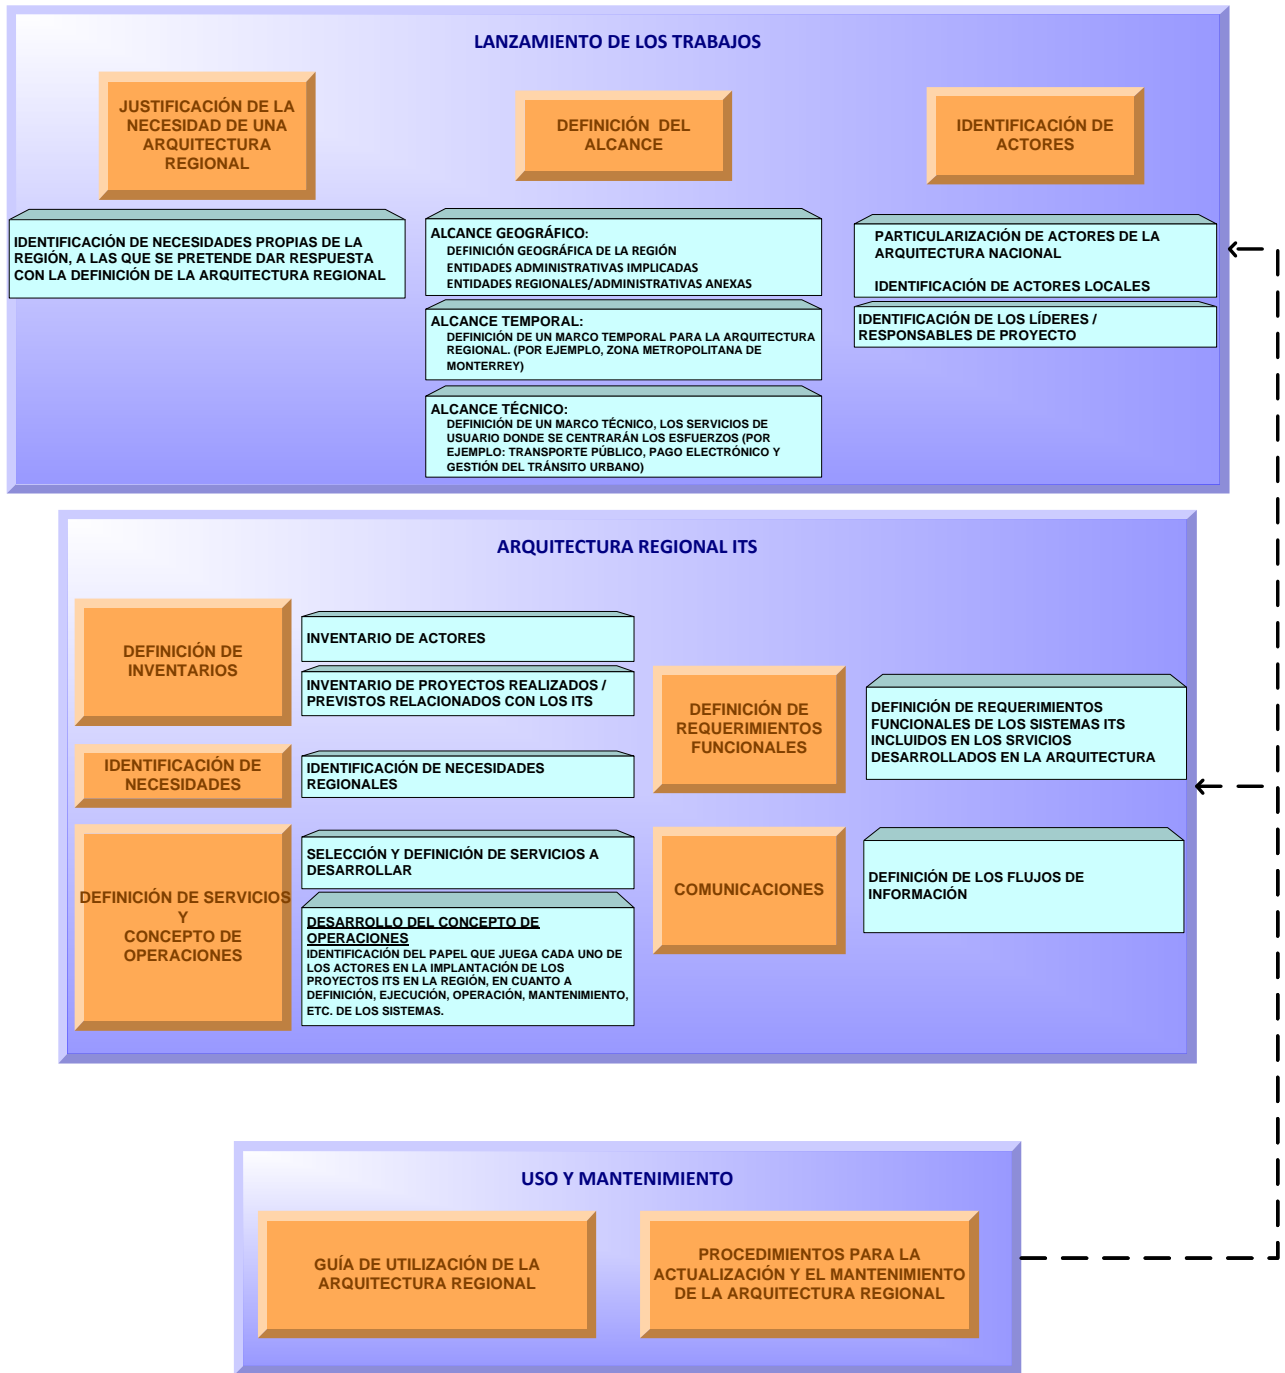 LANZAMIENTO DE LOS TRABAJOS
JUSTIFICACIÓN DE LA
NECESIDAD DE UNA
ARQUITECTURA
REGIONAL
IDENTIFICACIÓN DE NECESIDADES PROPIAS DE LA
REGIÓN, A LAS QUE SE PRETENDE DAR RESPUESTA
CON LA DEFINICIÓN DE LA ARQUITECTURA REGIONAL
DEFINICIÓN DEL
ALCANCE
ALCANCE GEOGRÁFICO:
DEFINICIÓN GEOGRÁFICA DE LA REGIÓN
ENTIDADES ADMINISTRATIVAS IMPLICADAS
ENTIDADES REGIONALES/ADMINISTRATIVAS ANEXAS
ALCANCE TEMPORAL:
DEFINICIÓN DE UN MARCO TEMPORAL PARA LA ARQUITECTURA
REGIONAL. (POR EJEMPLO, ZONA METROPOLITANA DE
MONTERREY)
ALCANCE TÉCNICO:
DEFINICIÓN DE UN MARCO TÉCNICO, LOS SERVICIOS DE
USUARIO DONDE SE CENTRARÁN LOS ESFUERZOS (POR
EJEMPLO: TRANSPORTE PÚBLICO, PAGO ELECTRÓNICO Y
GESTIÓN DEL TRÁNSITO URBANO)
IDENTIFICACIÓN DE
ACTORES
PARTICULARIZACIÓN DE ACTORES DE LA
ARQUITECTURA NACIONAL
IDENTIFICACIÓN DE ACTORES LOCALES
IDENTIFICACIÓN DE LOS LÍDERES /
RESPONSABLES DE PROYECTO
ARQUITECTURA REGIONAL ITS
DEFINICIÓN DE
INVENTARIOS
INVENTARIO DE ACTORES
INVENTARIO DE PROYECTOS REALIZADOS /
PREVISTOS RELACIONADOS CON LOS ITS
IDENTIFICACIÓN DE
NECESIDADES
IDENTIFICACIÓN DE NECESIDADES
REGIONALES
DEFINICIÓN DE SERVICIOS
Y
CONCEPTO DE
OPERACIONES
SELECCIÓN Y DEFINICIÓN DE SERVICIOS A
DESARROLLAR
DESARROLLO DEL CONCEPTO DE
OPERACIONES
IDENTIFICACIÓN DEL PAPEL QUE JUEGA CADA UNO DE
LOS ACTORES EN LA IMPLANTACIÓN DE LOS
PROYECTOS ITS EN LA REGIÓN, EN CUANTO A
DEFINICIÓN, EJECUCIÓN, OPERACIÓN, MANTENIMIENTO,
ETC. DE LOS SISTEMAS.
DEFINICIÓN DE
REQUERIMIENTOS
FUNCIONALES
DEFINICIÓN DE REQUERIMIENTOS
FUNCIONALES DE LOS SISTEMAS ITS
INCLUIDOS EN LOS SRVICIOS
DESARROLLADOS EN LA ARQUITECTURA
COMUNICACIONES
DEFINICIÓN DE LOS FLUJOS DE
INFORMACIÓN
USO Y MANTENIMIENTO
GUÍA DE UTILIZACIÓN DE LA
ARQUITECTURA REGIONAL
PROCEDIMIENTOS PARA LA
ACTUALIZACIÓN Y EL MANTENIMIENTO
DE LA ARQUITECTURA REGIONAL